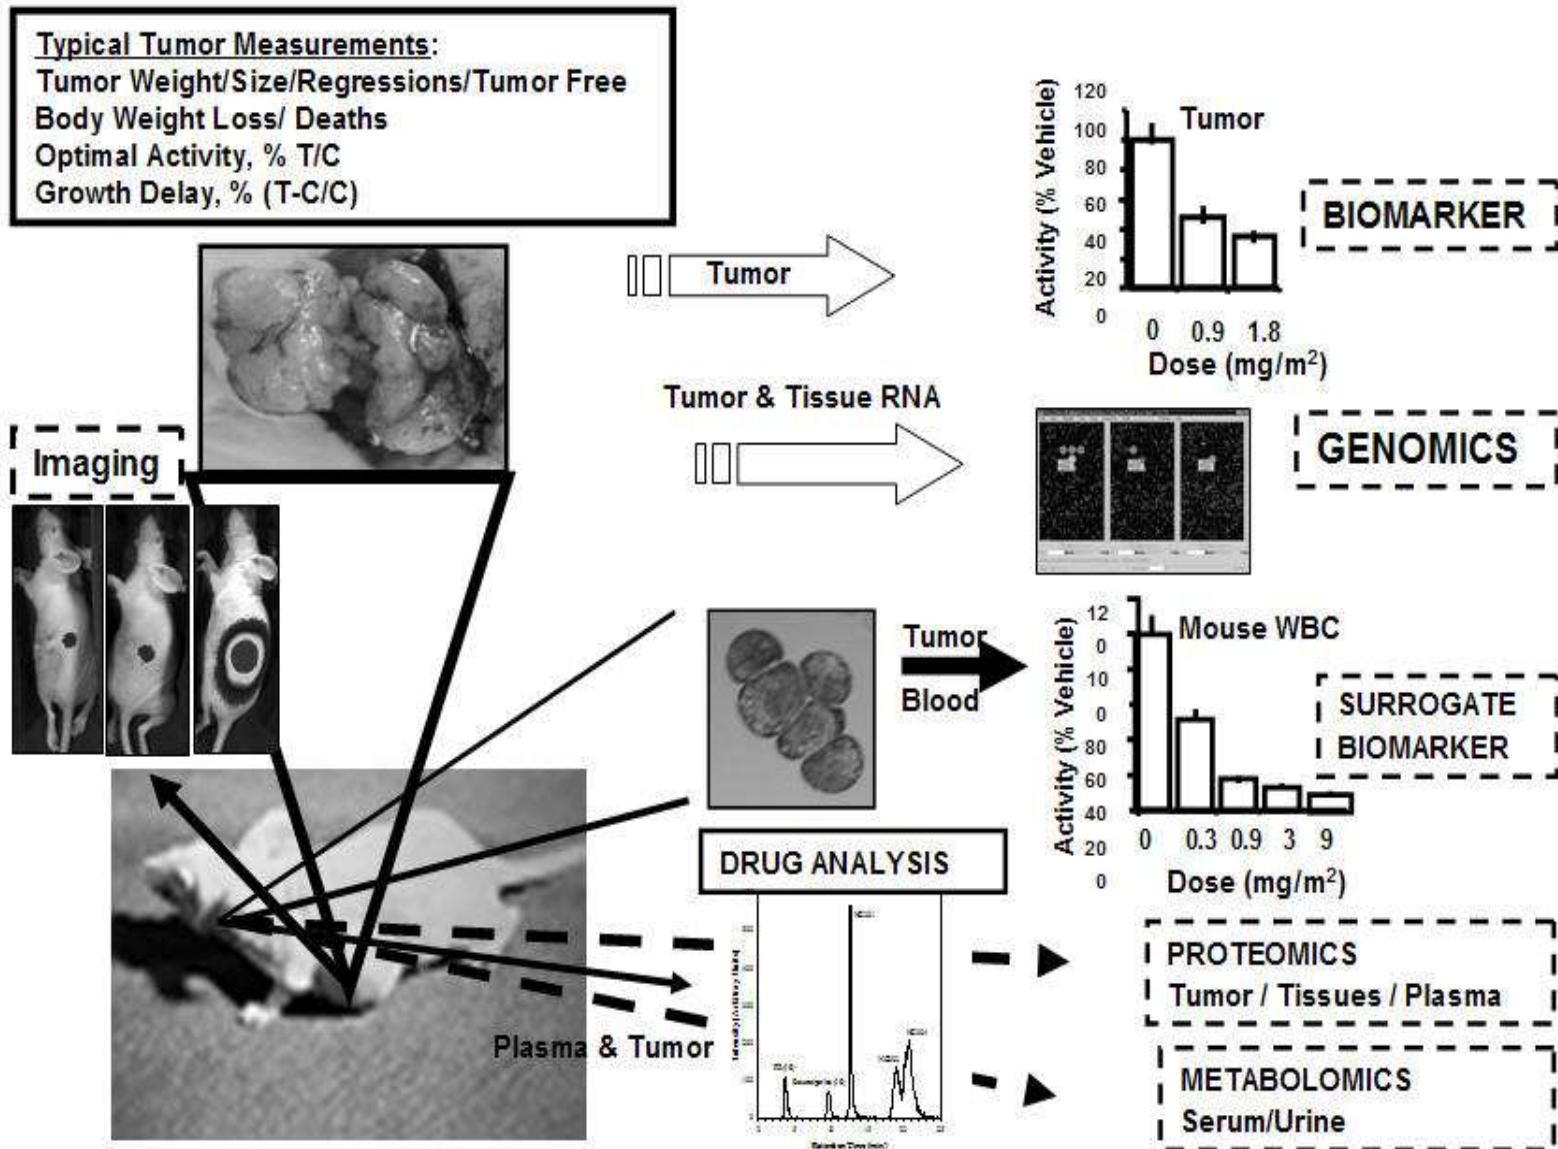 Typical Tumor Measurements:
Tumor Weight/Size/Regressions/Tumor Free
Body Weight Loss/ Deaths
Optimal Activity, % T/C
Growth Delay, % (T-C/C)
Tumor
Activity (% Vehicle)
120
100
80
60
40
20
0
Tumor
0 0.9 1.8
Dose (mg/m²)
BIOMARKER
Tumor & Tissue RNA
GENOMICS
Imaging
Tumor
Blood
Activity (% Vehicle)
12
0
10
0
80
60
40
20
0
Mouse WBC
0 0.3 0.9 3 9
Dose (mg/m²)
SURROGATE
BIOMARKER
DRUG ANALYSIS
Plasma & Tumor
PROTEOMICS
Tumor / Tissues / Plasma
METABOLOMICS
Serum/Urine